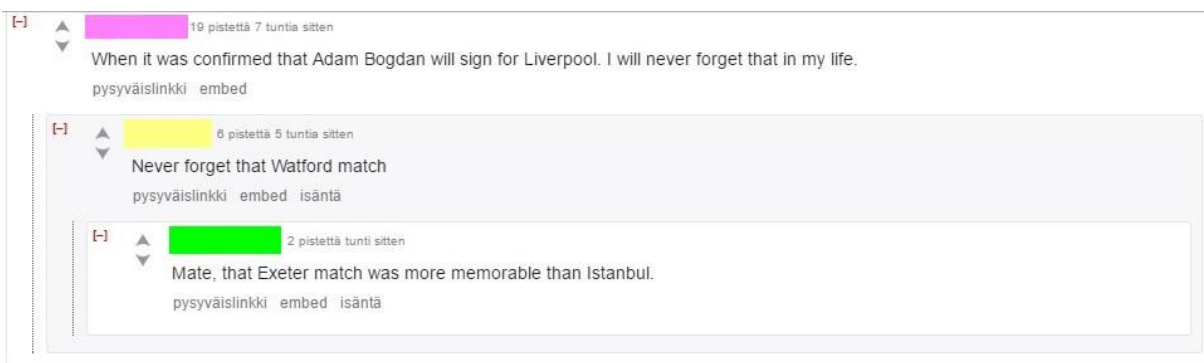 [–] 19 pistettä 7 tuntia sitten
When it was confirmed that Adam Bogdan will sign for Liverpool. I will never forget that in my life.
pysyväislinkki embed
[–] 6 pistettä 5 tuntia sitten
Never forget that Watford match
pysyväislinkki embed isäntä
[–] 2 pistettä tunti sitten
Mate, that Exeter match was more memorable than Istanbul.
pysyväislinkki embed isäntä